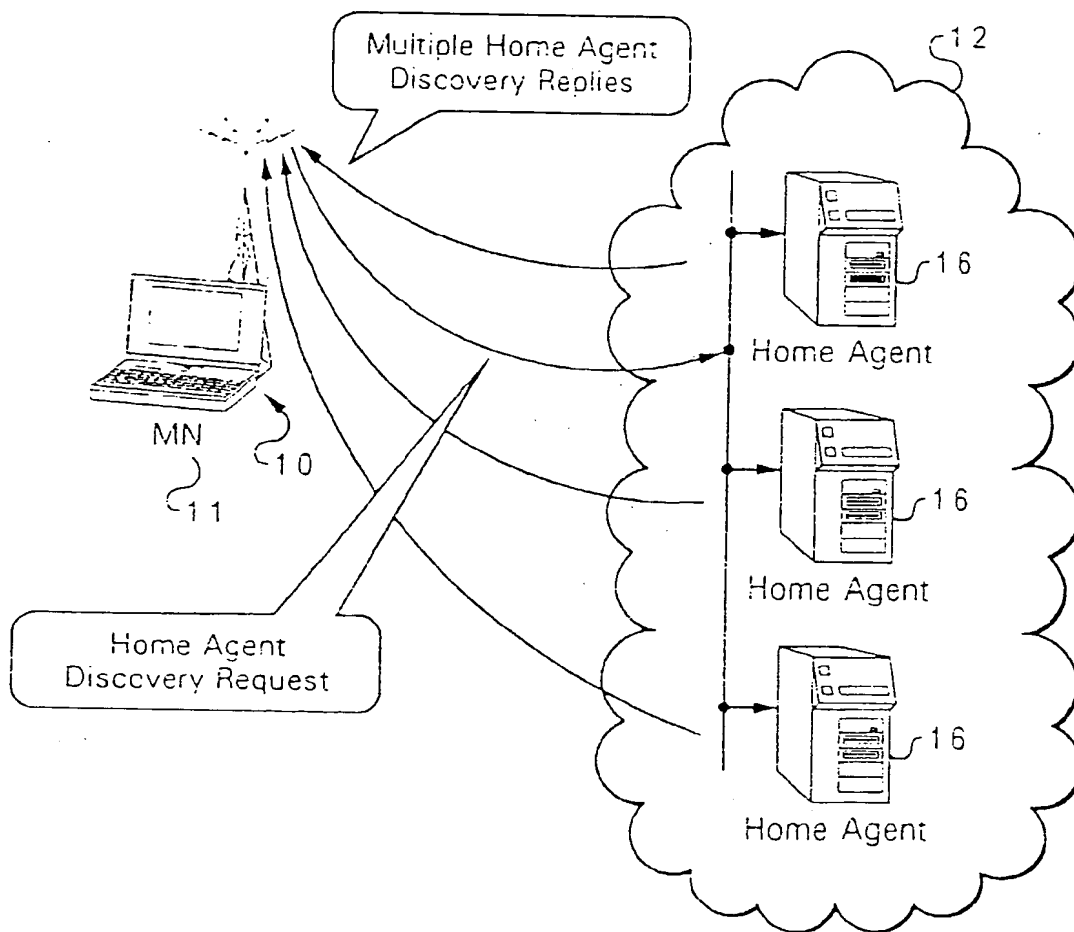 Multiple Home Agent
Discovery Replies
12
16
Home Agent
MN
10
11
16
Home Agent
Home Agent
Discovery Request
16
Home Agent